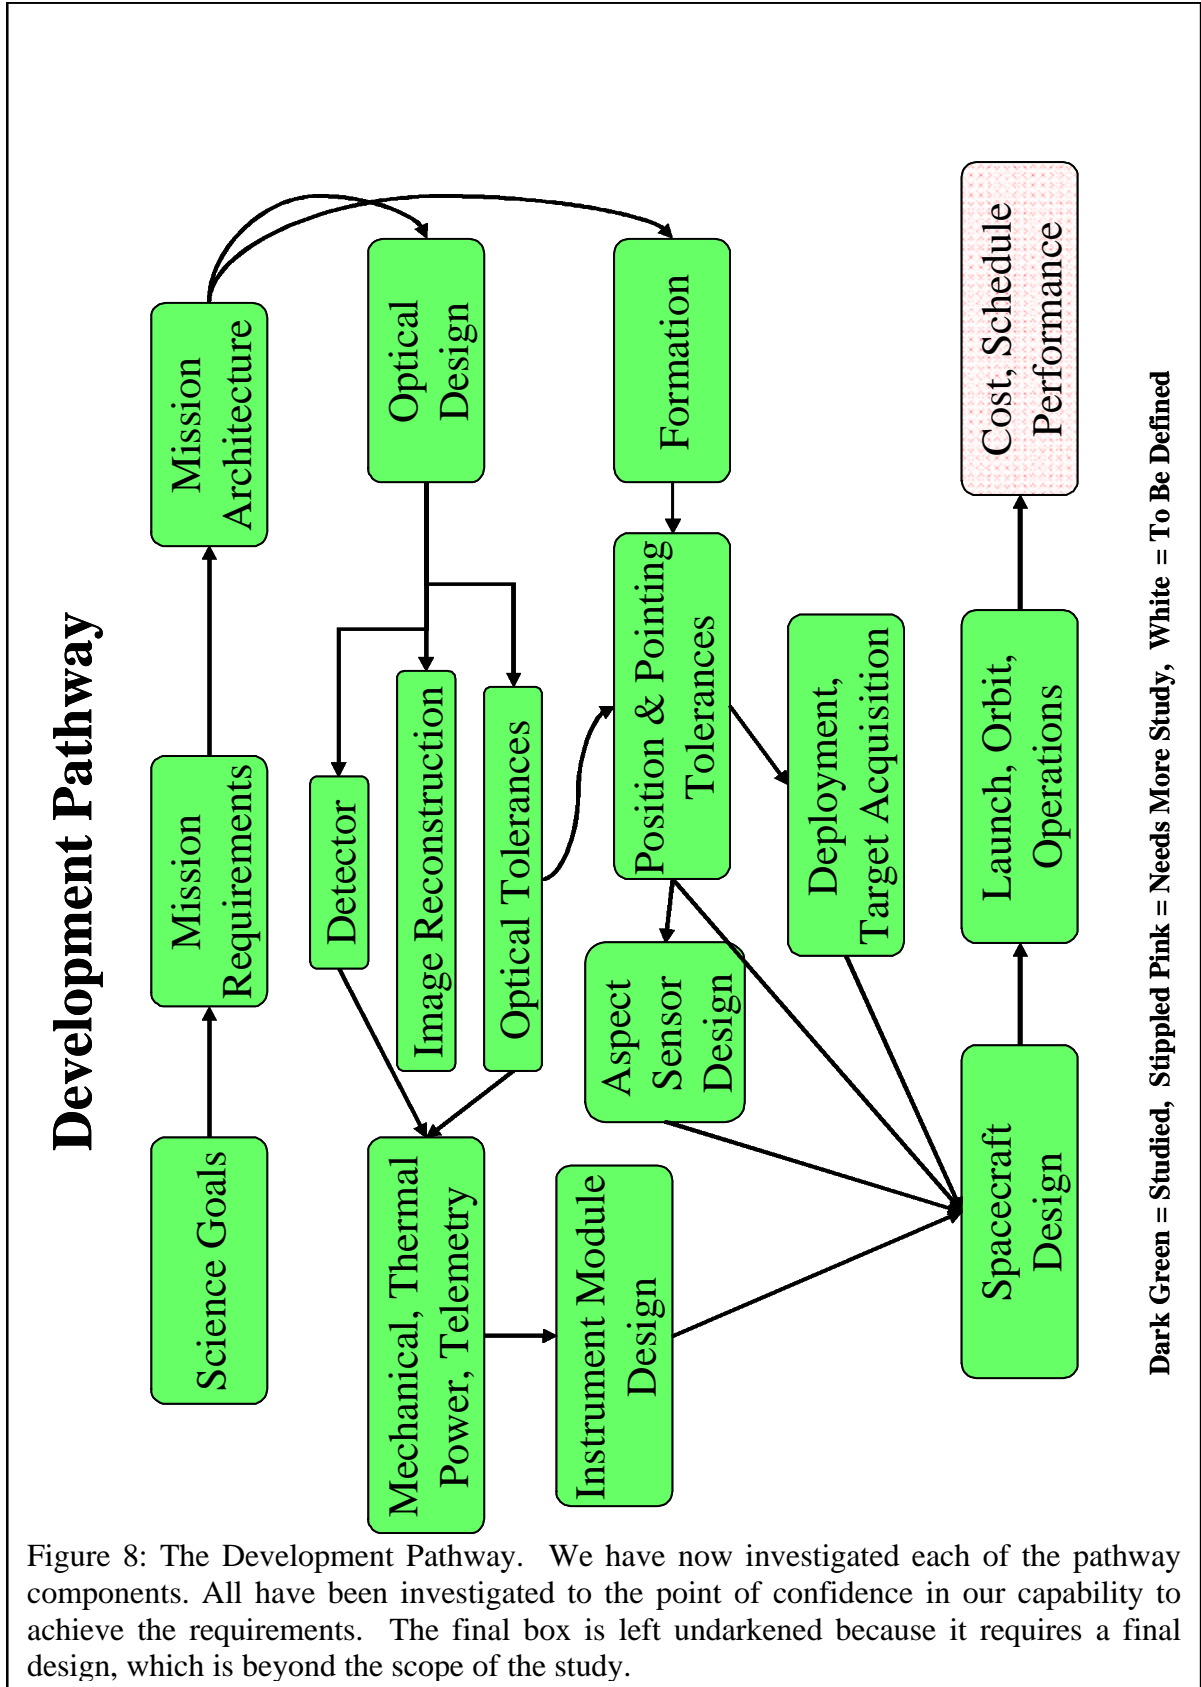 Development Pathway
Science Goals
Mission
Requirements
Mission
Architecture
Detector
Image Reconstruction
Optical Tolerances
Optical
Design
Mechanical, Thermal
Power, Telemetry
Instrument Module
Design
Aspect
Sensor
Design
Position & Pointing
Tolerances
Formation
Deployment,
Target Acquisition
Spacecraft
Design
Launch, Orbit,
Operations
Cost, Schedule
Performance
Dark Green = Studied, Stippled Pink = Needs More Study, White = To Be Defined
Figure 8: The Development Pathway. We have now investigated each of the pathway
components. All have been investigated to the point of confidence in our capability to
achieve the requirements. The final box is left undarkened because it requires a final
design, which is beyond the scope of the study.